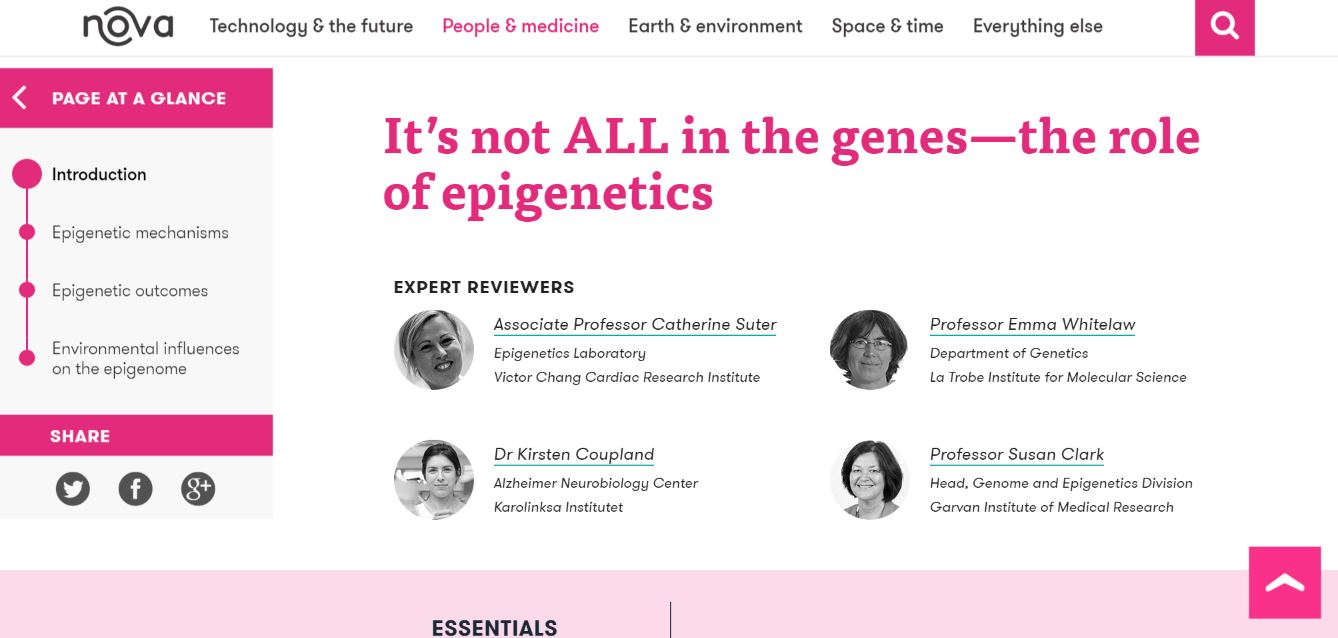 nova
Technology & the future
People & medicine
Earth & environment
Space & time
Everything else
PAGE AT A GLANCE
Introduction
Epigenetic mechanisms
Epigenetic outcomes
Environmental influences
on the epigenome
SHARE
It's not ALL in the genes—the role
of epigenetics
EXPERT REVIEWERS
Associate Professor Catherine Suter
Epigenetics Laboratory
Victor Chang Cardiac Research Institute
Professor Emma Whitelaw
Department of Genetics
La Trobe Institute for Molecular Science
Dr Kirsten Coupland
Alzheimer Neurobiology Center
Karolinksa Institutet
Professor Susan Clark
Head, Genome and Epigenetics Division
Garvan Institute of Medical Research
ESSENTIALS